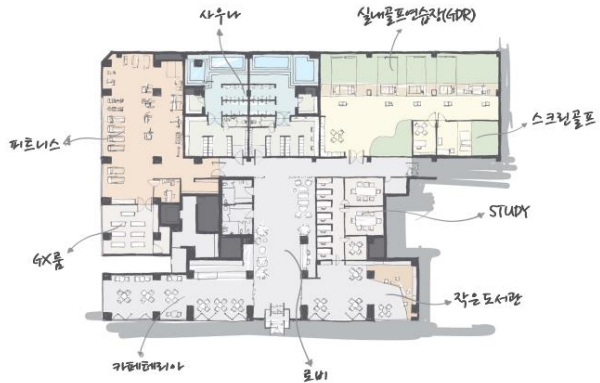 사우나
실내골프연습장(GDR)
스크린골프
피트니스
STUDY
GX룸
작은도서관
카페테리아
로비